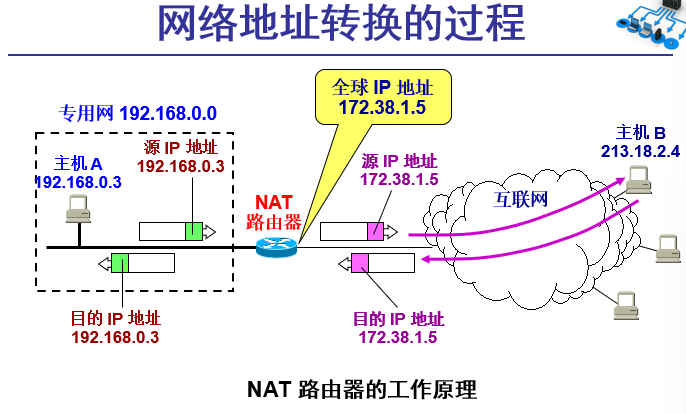 网络地址转换的过程
全球 IP 地址
172.38.1.5
专用网 192.168.0.0
主机 A
192.168.0.3
源 IP 地址
192.168.0.3
NAT
路由器
源 IP 地址
172.38.1.5
互联网
主机 B
213.18.2.4
目的 IP 地址
192.168.0.3
目的 IP 地址
172.38.1.5
NAT 路由器的工作原理